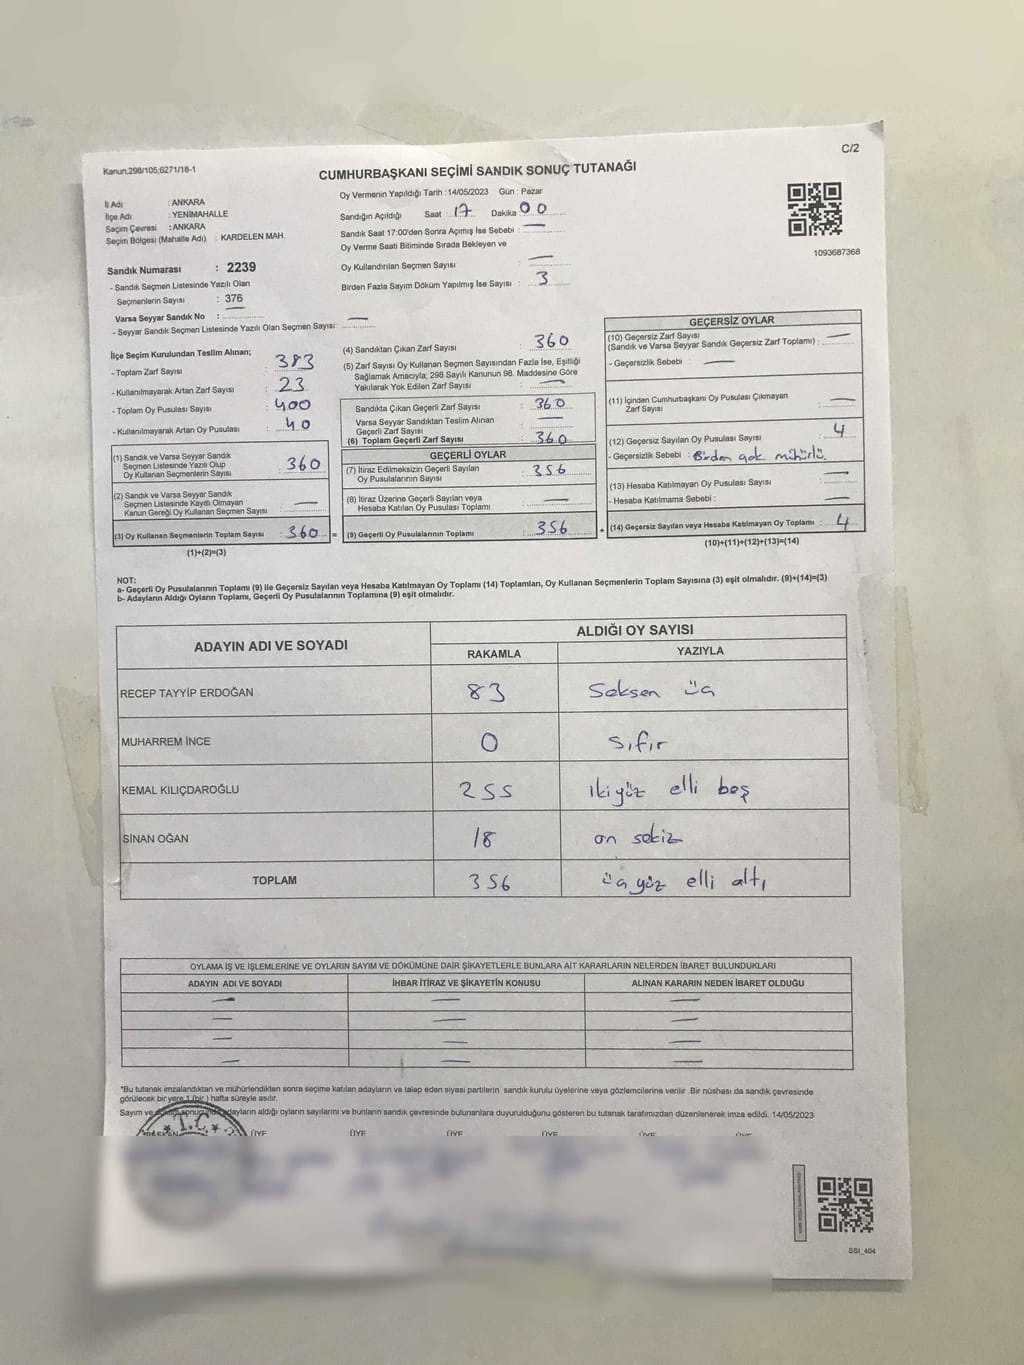 C/2
Kanun:298/105;6271/18-1
CUMHURBAŞKANI SEÇİMİ SANDIK SONUÇ TUTANAĞI
İl Adı : ANKARA
İlçe Adı : YENİMAHALLE
Seçim Çevresi : ANKARA
Seçim Bölgesi (Mahalle Adı) : KARDELEN MAH.
Sandık Numarası : 2239
- Sandık Seçmen Listesinde Yazılı Olan
Seçmenlerin Sayısı : 376
Varsa Seyyar Sandık No : —
- Seyyar Sandık Seçmen Listesinde Yazılı Olan Seçmen Sayısı: —
Oy Vermenin Yapıldığı Tarih : 14/05/2023 Gün : Pazar
Sandığın Açıldığı Saat : 17 Dakika : 00
Sandık Saat 17:00'den Sonra Açımış İse Sebebi : —
Oy Verme Saati Bitiminde Sırada Bekleyen ve
Oy Kullandırılan Seçmen Sayısı : —
Birden Fazla Sayım Döküm Yapılmış İse Sayısı : 3
1093687368
İlçe Seçim Kurulundan Teslim Alınan;
- Toplam Zarf Sayısı : 383
- Kullanılmayarak Artan Zarf Sayısı : 23
- Toplam Oy Pusulası Sayısı : 400
- Kullanılmayarak Artan Oy Pusulası : 40
(1) Sandık ve Varsa Seyyar Sandık
Seçmen Listesinde Yazılı Olup
Oy Kullanan Seçmenlerin Sayısı : 360
(2) Sandık ve Varsa Seyyar Sandık
Seçmen Listesinde Kayıtlı Olmayan
Kanun Gereği Oy Kullanan Seçmen Sayısı : —
(3) Oy Kullanan Seçmenlerin Toplam Sayısı : 360 =
(1)+(2)=(3)
(4) Sandıktan Çıkan Zarf Sayısı : 360
(5) Zarf Sayısı Oy Kullanan Seçmen Sayısından Fazla İse, Eşitliği
Sağlamak Amacıyla; 298 Sayılı Kanunun 98. Maddesine Göre
Yakılarak Yok Edilen Zarf Sayısı : —
Sandıkta Çıkan Geçerli Zarf Sayısı : 360
Varsa Seyyar Sandıktan Teslim Alınan
Geçerli Zarf Sayısı : —
(6) Toplam Geçerli Zarf Sayısı : 360
GEÇERLİ OYLAR
(7) İtiraz Edilmeksizin Geçerli Sayılan
Oy Pusulalarının Sayısı : 356
(8) İtiraz Üzerine Geçerli Sayılan veya
Hesaba Katılan Oy Pusulası Toplamı : —
(9) Geçerli Oy Pusulalarının Toplamı : 356 +
GEÇERSİZ OYLAR
(10) Geçersiz Zarf Sayısı
(Sandık ve Varsa Seyyar Sandık Geçersiz Zarf Toplamı) : —
- Geçersizlik Sebebi : —
(11) İçinden Cumhurbaşkanı Oy Pusulası Çıkmayan
Zarf Sayısı : —
(12) Geçersiz Sayılan Oy Pusulası Sayısı : 4
- Geçersizlik Sebebi : Birden çok mühürlü.
(13) Hesaba Katılmayan Oy Pusulası Sayısı : —
- Hesaba Katılmama Sebebi : —
(14) Geçersiz Sayılan veya Hesaba Katılmayan Oy Toplamı : 4
(10)+(11)+(12)+(13)=(14)
NOT:
a- Geçerli Oy Pusulalarının Toplamı (9) ile Geçersiz Sayılan veya Hesaba Katılmayan Oy Toplamı (14) Toplamları, Oy Kullanan Seçmenlerin Toplam Sayısına (3) eşit olmalıdır. (9)+(14)=(3)
b- Adayların Aldığı Oyların Toplamı, Geçerli Oy Pusulalarının Toplamına (9) eşit olmalıdır.
ADAYIN ADI VE SOYADI ALDIĞI OY SAYISI
RAKAMLA YAZIYLA
RECEP TAYYİP ERDOĞAN 83 Seksen üç
MUHARREM İNCE 0 Sıfır
KEMAL KILIÇDAROĞLU 255 ikiyüz elli beş
SİNAN OĞAN 18 on sekiz
TOPLAM 356 üçyüz elli altı
OYLAMA İŞ VE İŞLEMLERİNE VE OYLARIN SAYIM VE DÖKÜMÜNE DAİR ŞİKAYETLERLE BUNLARA AİT KARARLARIN NELERDEN İBARET BULUNDUKLARI
ADAYIN ADI VE SOYADI İHBAR İTİRAZ VE ŞİKAYETİN KONUSU ALINAN KARARIN NEDEN İBARET OLDUĞU
— — —
— — —
— — —
— — —
*Bu tutanak imzalandıktan ve mühürlendikten sonra seçime katılan adayların ve talep eden siyasi partilerin sandık kurulu üyelerine veya gözlemcilerine verilir. Bir nüshası da sandık çevresinde
görülecek bir yere 1 (bir) hafta süreyle asılır.
Sayım ve döküm sonucunda adayların aldığı oyların sayılarını ve bunların sandık çevresinde bulunanlara duyurulduğunu gösteren bu tutanak tarafımızdan düzenlenerek imza edildi. 14/05/2023
T.C.
BAŞKAN ÜYE ÜYE ÜYE ÜYE ÜYE ÜYE
SSI_404